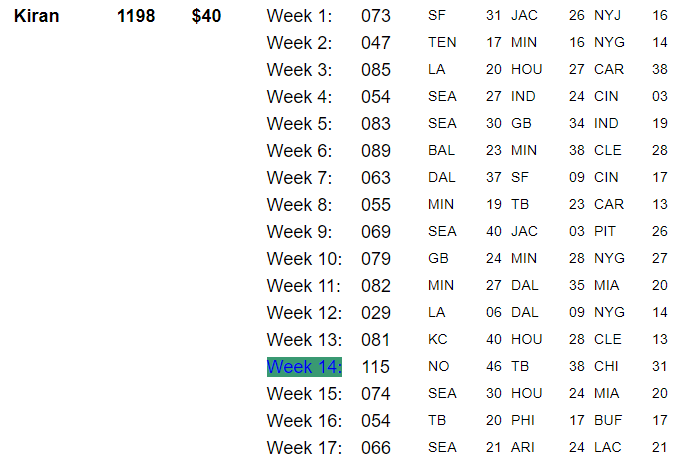 Kiran 1198 $40 Week 1: 073 SF 31 JAC 26 NYJ 16
Week 2: 047 TEN 17 MIN 16 NYG 14
Week 3: 085 LA 20 HOU 27 CAR 38
Week 4: 054 SEA 27 IND 24 CIN 03
Week 5: 083 SEA 30 GB 34 IND 19
Week 6: 089 BAL 23 MIN 38 CLE 28
Week 7: 063 DAL 37 SF 09 CIN 17
Week 8: 055 MIN 19 TB 23 CAR 13
Week 9: 069 SEA 40 JAC 03 PIT 26
Week 10: 079 GB 24 MIN 28 NYG 27
Week 11: 082 MIN 27 DAL 35 MIA 20
Week 12: 029 LA 06 DAL 09 NYG 14
Week 13: 081 KC 40 HOU 28 CLE 13
Week 14: 115 NO 46 TB 38 CHI 31
Week 15: 074 SEA 30 HOU 24 MIA 20
Week 16: 054 TB 20 PHI 17 BUF 17
Week 17: 066 SEA 21 ARI 24 LAC 21